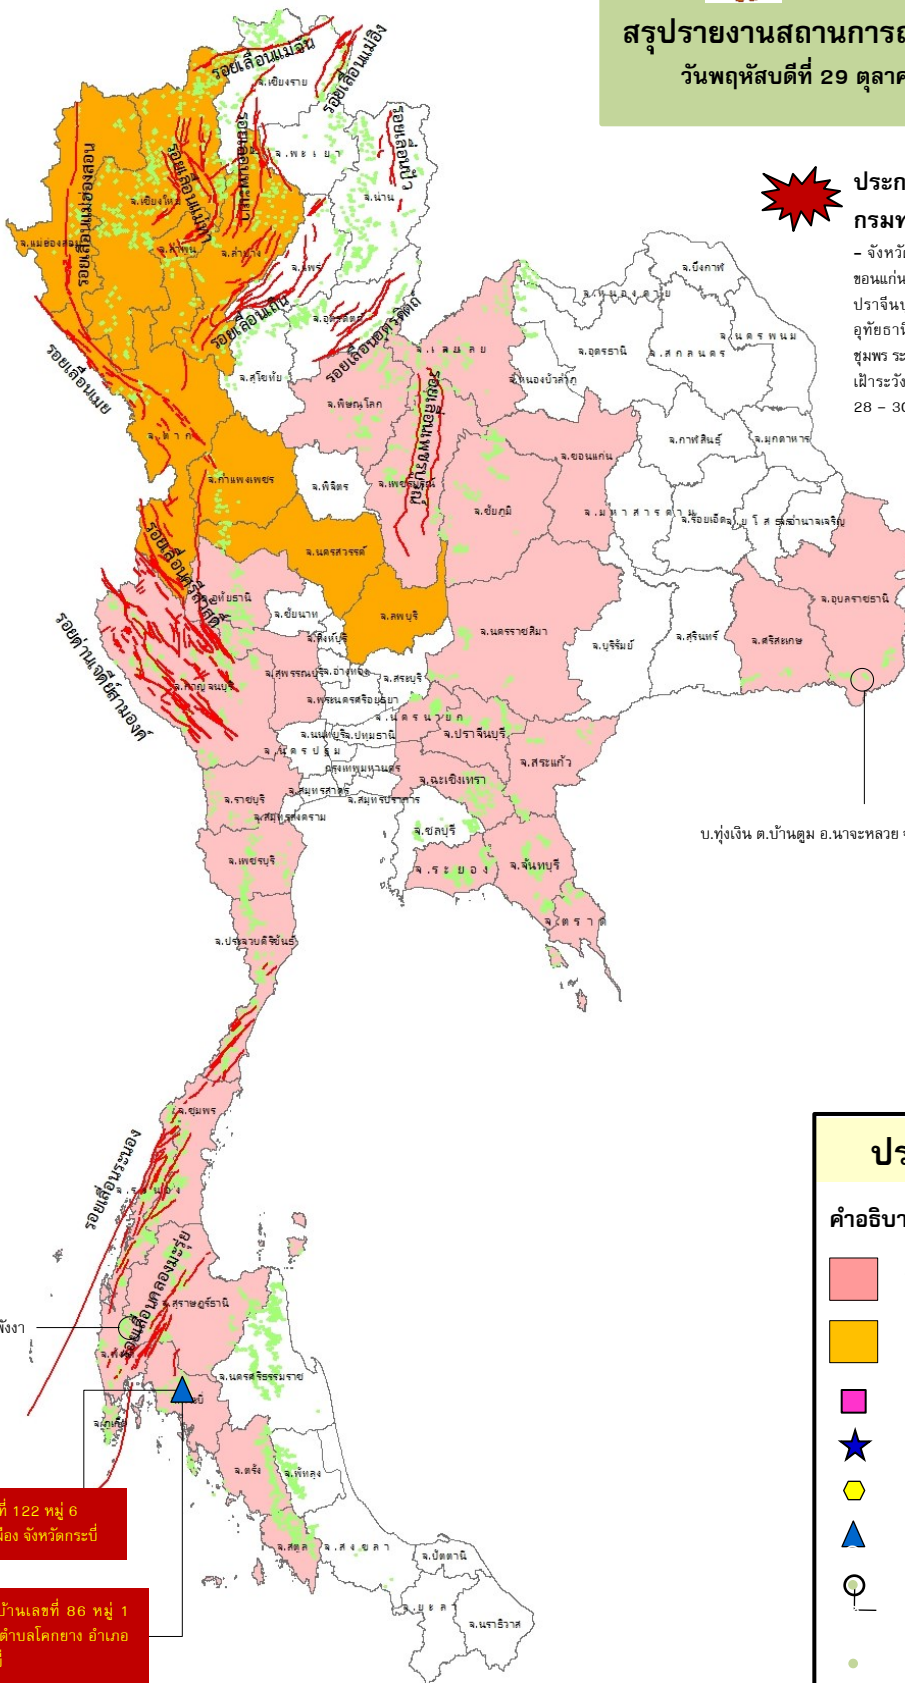 สรุปรายงานสถานการณ
วันพฤหัสบดีที่ 29 ตุลาค
ประก
กรมท
- จังหวัด
ขอนแก่น
ปราจีนบ
อุทัยธานี
ชุมพร ระ
เฝ้าระวัง
28 - 30
รอยเลื่อนแม่จัน
รอยเลื่อนแม่อิง
จ.เชียงราย
รอยเลื่อนแม่ฮ่องสอน
รอยเลื่อนแม่ทา
รอยเลื่อนพะเยา
จ.พะเยา
รอยเลื่อนปัว
จ.น่าน
จ.เชียงใหม่
จ.แม่ฮ่องสอน
จ.ลำพูน
จ.ลำปาง
จ.แพร่
รอยเลื่อนเถิน
จ.อุตรดิตถ์
รอยเลื่อนอุตรดิตถ์
รอยเลื่อนเมย
จ.สุโขทัย
จ.ตาก
จ.พิษณุโลก
จ.เลย
รอยเลื่อนเพชรบูรณ์
จ.บึงกาฬ
จ.หนองคาย
จ.อุดรธานี
จ.สกลนคร
จ.นครพนม
จ.หนองบัวลำภู
จ.กาฬสินธุ์
จ.มุกดาหาร
จ.กำแพงเพชร
จ.พิจิตร
จ.เพชรบูรณ์
จ.ขอนแก่น
จ.ชัยภูมิ
จ.มหาสารคาม
จ.ร้อยเอ็ด
จ.ยโสธร
จ.อำนาจเจริญ
รอยเลื่อนศรีสวัสดิ์
จ.นครสวรรค์
จ.อุทัยธานี
จ.ชัยนาท
จ.ลพบุรี
จ.นครราชสีมา
จ.บุรีรัมย์
จ.สุรินทร์
จ.ศรีสะเกษ
จ.อุบลราชธานี
รอยด่านเจดีย์สามองค์
จ.กาญจนบุรี
จ.สิงห์บุรี
จ.สุพรรณบุรี
จ.อ่างทอง
จ.สระบุรี
จ.พระนครศรีอยุธยา
จ.นครนายก
จ.ปราจีนบุรี
จ.สระแก้ว
จ.นนทบุรี
จ.ปทุมธานี
จ.นครปฐม
กรุงเทพมหานคร
จ.ฉะเชิงเทรา
จ.ราชบุรี
จ.สมุทรสาคร
จ.สมุทรปราการ
จ.สมุทรสงคราม
จ.ชลบุรี
จ.เพชรบุรี
จ.ระยอง
จ.จันทบุรี
จ.ตราด
บ.ทุ่งเงิน ต.บ้านตูม อ.นาจะหลวย จ
จ.ประจวบคีรีขันธ์
จ.ชุมพร
รอยเลื่อนระนอง
จ.ระนอง
รอยเลื่อนคลองมะรุ่ย
จ.สุราษฎร์ธานี
พังงา
จ.พังงา
จ.นครศรีธรรมราช
จ.ภูเก็ต
จ.ตรัง
จ.พัทลุง
จ.สตูล
จ.สงขลา
จ.ปัตตานี
จ.ยะลา
จ.นราธิวาส
ที่ 122 หมู่ 6
มือง จังหวัดกระบี่
บ้านเลขที่ 86 หมู่ 1
ตำบลโคกยาง อำเภอ
ปร
คำอธิบา